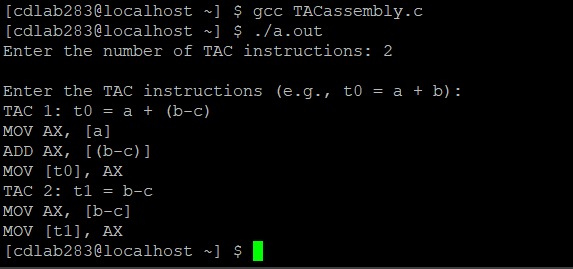 [cdlab283@localhost ~] $ gcc TACassembly.c
[cdlab283@localhost ~] $ ./a.out
Enter the number of TAC instructions: 2
Enter the TAC instructions (e.g., t0 = a + b):
TAC 1: t0 = a + (b-c)
MOV AX, [a]
ADD AX, [(b-c)]
MOV [t0], AX
TAC 2: t1 = b-c
MOV AX, [b-c]
MOV [t1], AX
[cdlab283@localhost ~] $